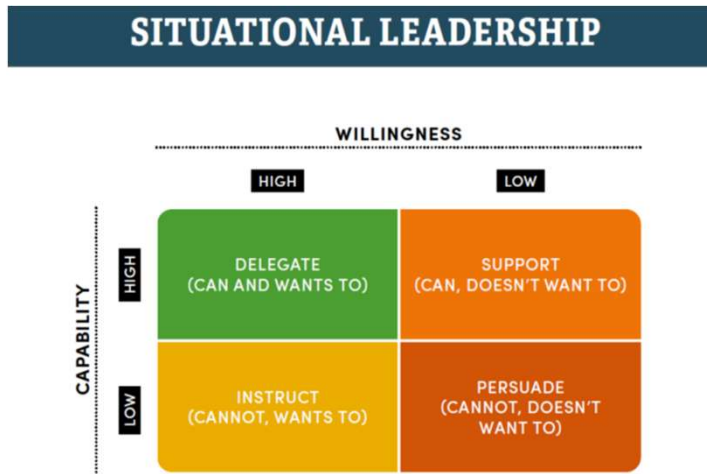 SITUATIONAL LEADERSHIP
WILLINGNESS
HIGH
LOW
CAPABILITY
HIGH
DELEGATE
(CAN AND WANTS TO)
SUPPORT
(CAN, DOESN'T WANT TO)
LOW
INSTRUCT
(CANNOT, WANTS TO)
PERSUADE
(CANNOT, DOESN'T
WANT TO)